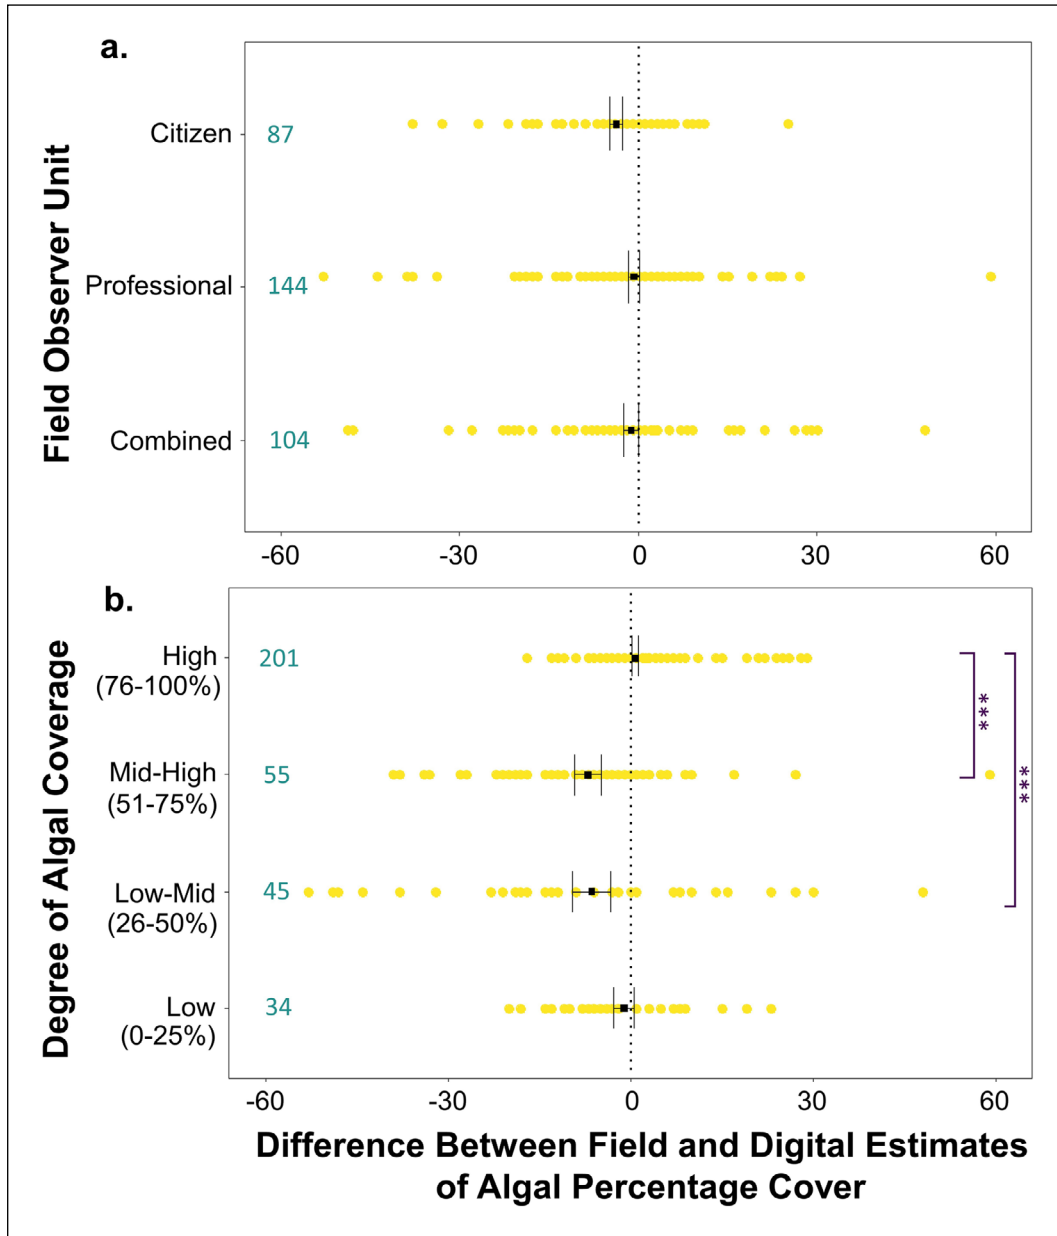 a.
Field Observer Unit
Citizen
87
Professional
144
Combined
104
-60
-30
0
30
60
b.
Degree of Algal Coverage
High
(76-100%)
201
Mid-High
(51-75%)
55
Low-Mid
(26-50%)
45
Low
(0-25%)
34
***
***
-60
-30
0
30
60
Difference Between Field and Digital Estimates
of Algal Percentage Cover